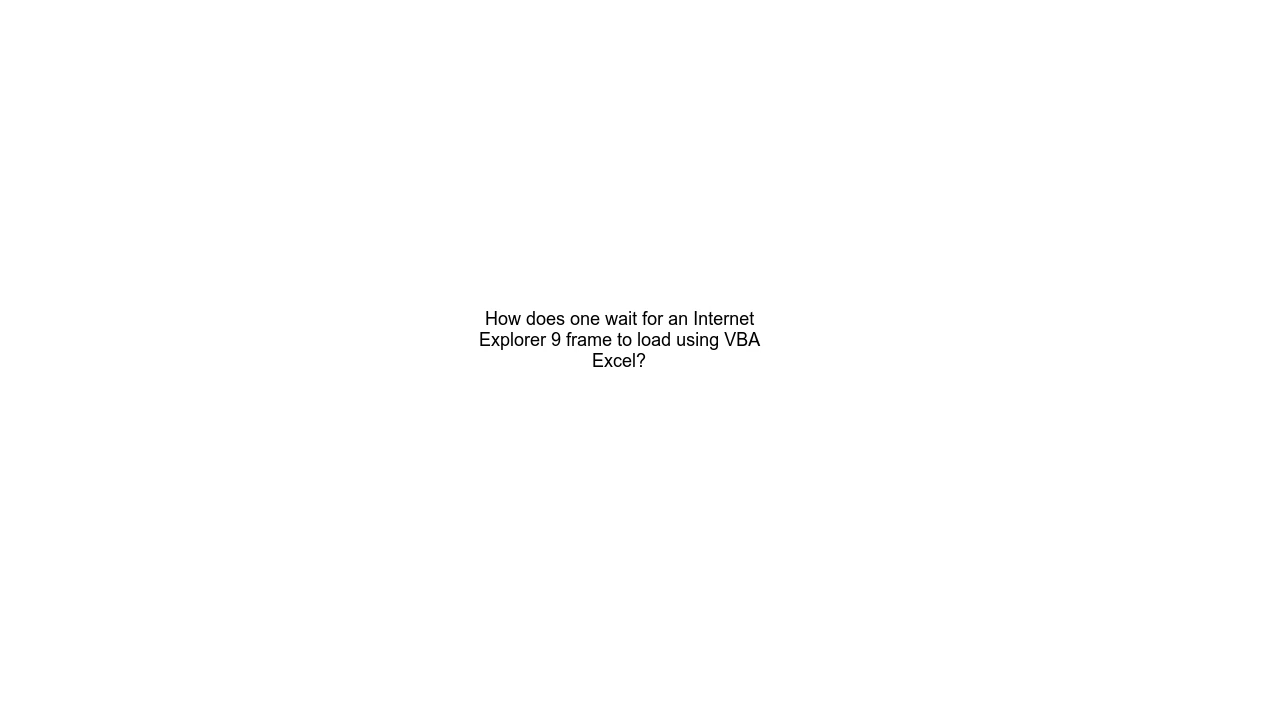 How does one wait for an Internet
Explorer 9 frame to load using VBA
Excel?